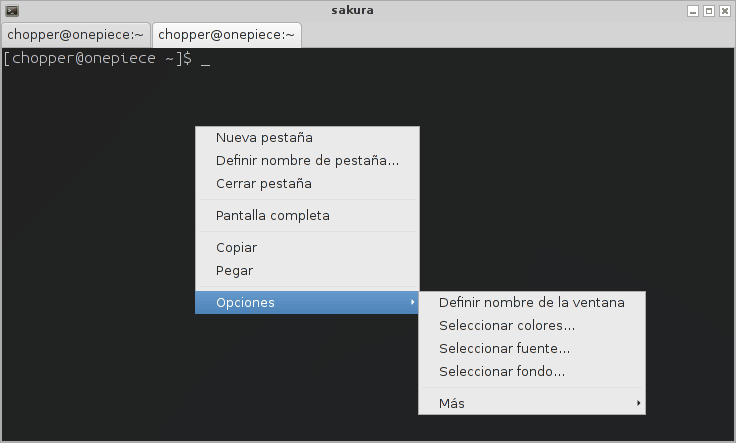 sakura
chopper@onepiece:~ chopper@onepiece:~
[chopper@onepiece ~]$ _
Nueva pestaña
Definir nombre de pestaña...
Cerrar pestaña
Pantalla completa
Copiar
Pegar
Opciones
Definir nombre de la ventana
Seleccionar colores...
Seleccionar fuente...
Seleccionar fondo...
Más